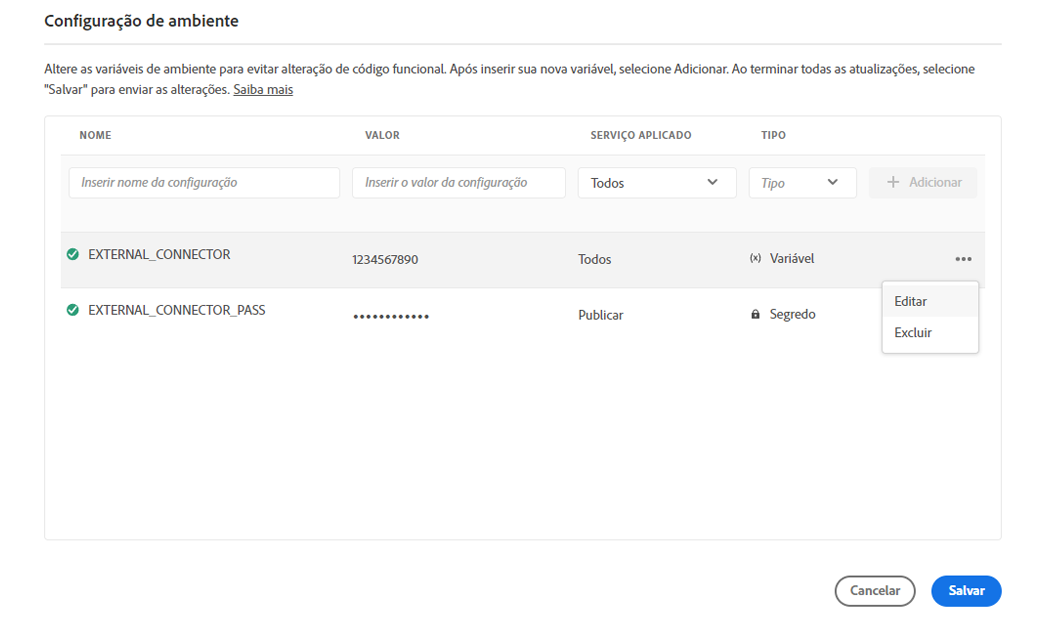 Configuração de ambiente
Altere as variáveis de ambiente para evitar alteração de código funcional. Após inserir sua nova variável, selecione Adicionar. Ao terminar todas as atualizações, selecione
"Salvar" para enviar as alterações. Saiba mais
NOME VALOR SERVIÇO APLICADO TIPO
Inserir nome da configuração Inserir o valor da configuração Todos Tipo + Adicionar
EXTERNAL_CONNECTOR 1234567890 Todos (x) Variável •••
EXTERNAL_CONNECTOR_PASS •••••••••••• Publicar Segredo
Editar
Excluir
Cancelar Salvar